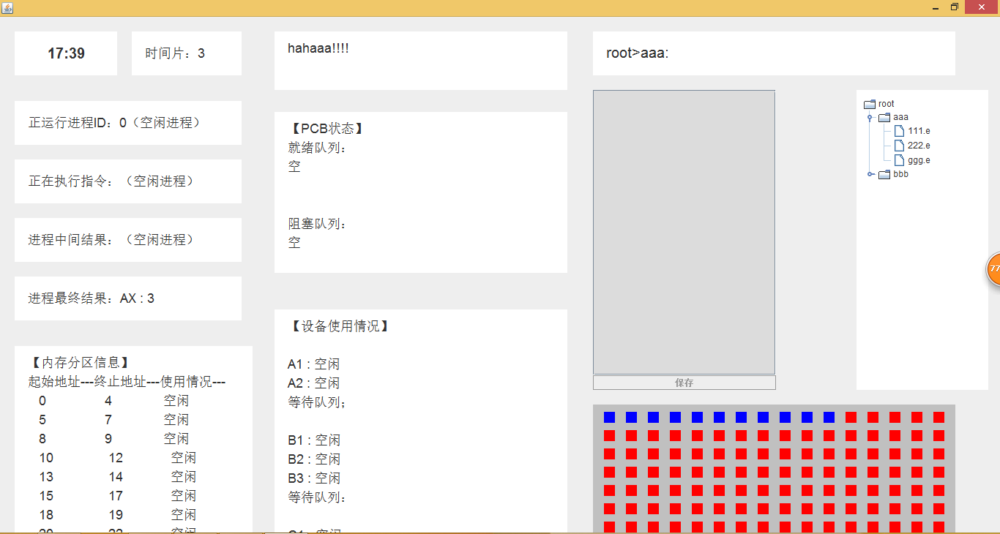 17:39
时间片：3
正运行进程ID：0（空闲进程）
正在执行指令：（空闲进程）
进程中间结果：（空闲进程）
进程最终结果：AX : 3
【内存分区信息】
起始地址---终止地址---使用情况---
0 4 空闲
5 7 空闲
8 9 空闲
10 12 空闲
13 14 空闲
15 17 空闲
18 19 空闲
hahaaa!!!!
【PCB状态】
就绪队列：
空
阻塞队列：
空
【设备使用情况】
A1 : 空闲
A2 : 空闲
等待队列；
B1 : 空闲
B2 : 空闲
B3 : 空闲
等待队列：
root>aaa:
保存
root
aaa
111.e
222.e
ggg.e
bbb
77